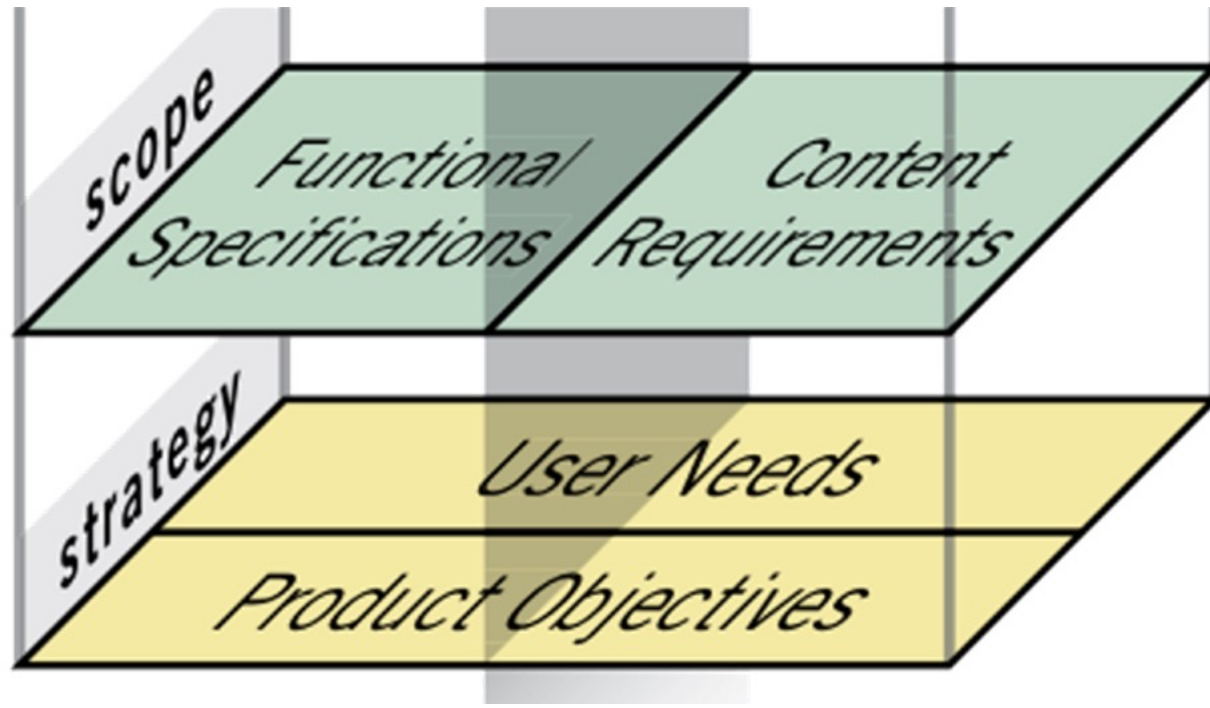 scope
Functional
Specifications
Content
Requirements
strategy
User Needs
Product Objectives